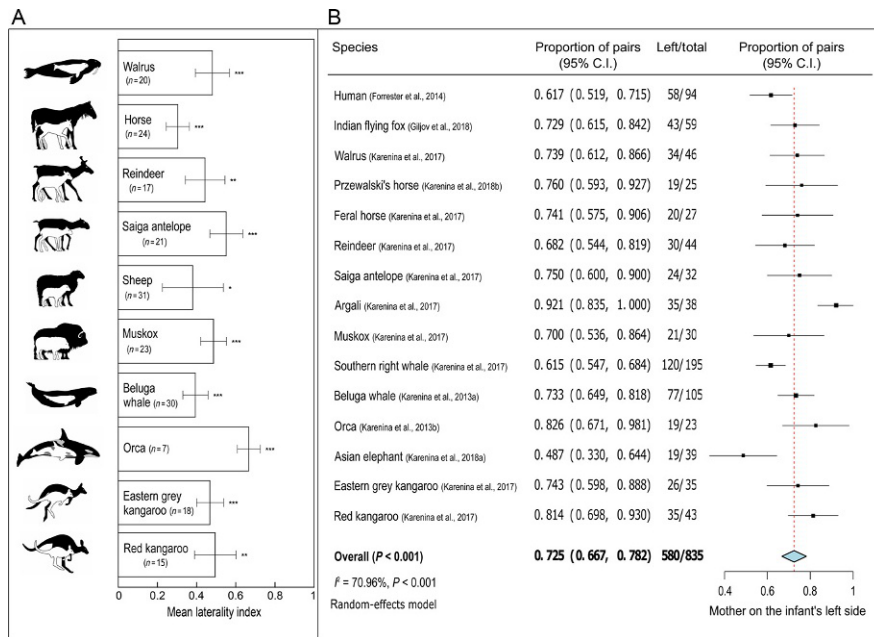 A
Walrus
(n=20)
***
Horse
(n=24)
***
Reindeer
(n=17)
**
Saiga antelope
(n=21)
***
Sheep
(n=31)
*
Muskox
(n=23)
***
Beluga
whale (n=30)
***
Orca (n=7)
***
Eastern grey
kangaroo (n=18)
***
Red kangaroo
(n=15)
**
0 0.2 0.4 0.6 0.8 1
Mean laterality index
B
Species Proportion of pairs Left/total Proportion of pairs
(95% C.I.) (95% C.I.)
Human (Forrester et al., 2014) 0.617 (0.519, 0.715) 58/94
Indian flying fox (Giljov et al., 2018) 0.729 (0.615, 0.842) 43/59
Walrus (Karenina et al., 2017) 0.739 (0.612, 0.866) 34/46
Przewalski's horse (Karenina et al., 2018b) 0.760 (0.593, 0.927) 19/25
Feral horse (Karenina et al., 2017) 0.741 (0.575, 0.906) 20/27
Reindeer (Karenina et al., 2017) 0.682 (0.544, 0.819) 30/44
Saiga antelope (Karenina et al., 2017) 0.750 (0.600, 0.900) 24/32
Argali (Karenina et al., 2017) 0.921 (0.835, 1.000) 35/38
Muskox (Karenina et al., 2017) 0.700 (0.536, 0.864) 21/30
Southern right whale (Karenina et al., 2017) 0.615 (0.547, 0.684) 120/195
Beluga whale (Karenina et al., 2013a) 0.733 (0.649, 0.818) 77/105
Orca (Karenina et al., 2013b) 0.826 (0.671, 0.981) 19/23
Asian elephant (Karenina et al., 2018a) 0.487 (0.330, 0.644) 19/39
Eastern grey kangaroo (Karenina et al., 2017) 0.743 (0.598, 0.888) 26/35
Red kangaroo (Karenina et al., 2017) 0.814 (0.698, 0.930) 35/43
Overall (P < 0.001) 0.725 (0.667, 0.782) 580/835
I² = 70.96%, P < 0.001
Random-effects model
0.4 0.6 0.8 1
Mother on the infant's left side